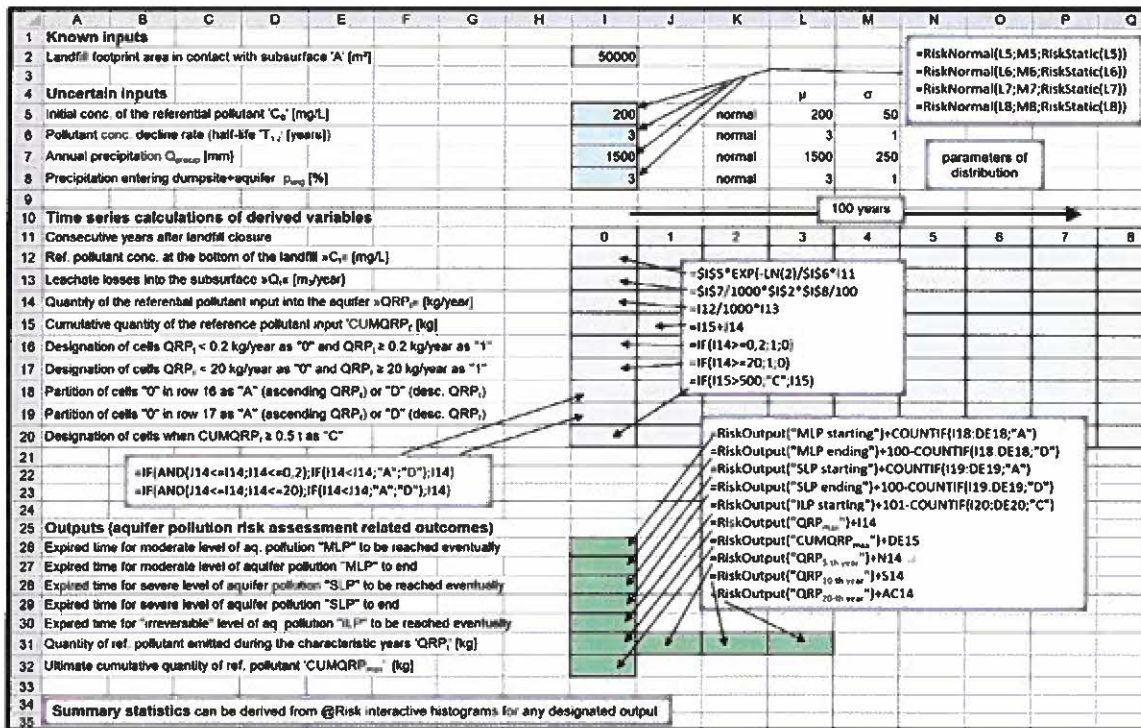 A B C D E F G H I J K L M N O P Q
1 Known inputs
2 Landfill footprint area in contact with subsurface 'A' [m²] 50000
=RiskNormal(L5;M5;RiskStatic(L5))
=RiskNormal(L6;M6;RiskStatic(L6))
=RiskNormal(L7;M7;RiskStatic(L7))
=RiskNormal(L8;M8;RiskStatic(L8))
3
4 Uncertain inputs μ σ
5 Initial conc. of the referential pollutant 'C₀' [mg/L] 200 normal 200 50
6 Pollutant conc. decline rate (half-life 'T₁,₂' [years]) 3 normal 3 1
7 Annual precipitation Qprecip [mm] 1500 normal 1500 250
8 Precipitation entering dumpsite+aquifer [%] 3 normal 3 1
parameters of
distribution
9
10 Time series calculations of derived variables
100 years
11 Consecutive years after landfill closure 0 1 2 3 4 5 6 7 8
12 Ref. pollutant conc. at the bottom of the landfill »Cₜ« [mg/L]
13 Leachate losses into the subsurface »Qₜ« [m₃/year]
14 Quantity of the referential pollutant input into the aquifer »QRPₜ« [kg/year]
15 Cumulative quantity of the reference pollutant input 'CUMQRPₜ' [kg]
16 Designation of cells QRPₜ < 0.2 kg/year as "0" and QRPₜ ≥ 0.2 kg/year as "1"
17 Designation of cells QRPₜ < 20 kg/year as "0" and QRPₜ ≥ 20 kg/year as "1"
18 Partition of cells "0" in row 16 as "A" (ascending QRPₜ) or "D" (desc. QRPₜ)
19 Partition of cells "0" in row 17 as "A" (ascending QRPₜ) or "D" (desc. QRPₜ)
20 Designation of cells when CUMQRPₜ ≥ 0.5 t as "C"
=$I$5*EXP(-LN(2)/$I$6*I11
=$I$7/1000*$I$2*$I$8/100
=I12/1000*I13
=I15+J14
=IF(I14>=0,2;1;0)
=IF(I14>=20;1;0)
=IF(I15>500;"C";I15)
21
22
23
24
=IF(AND(J14<=I14;I14<=0,2);IF(I14<J14;"A";"D");I14)
=IF(AND(J14<=I14;I14<=20);IF(I14<J14;"A";"D");I14)
=RiskOutput("MLP starting")+COUNTIF(I18:DE18;"A")
=RiskOutput("MLP ending")+100-COUNTIF(I18:DE18;"D")
=RiskOutput("SLP starting")+COUNTIF(I19:DE19;"A")
=RiskOutput("SLP ending")+100-COUNTIF(I19:DE19;"D")
=RiskOutput("ILP starting")+101-COUNTIF(I20:DE20;"C")
=RiskOutput("QRPmax")+I14
=RiskOutput("CUMQRPmax")+DE15
=RiskOutput("QRP5-th year")+N14
=RiskOutput("QRP10-th year")+S14
=RiskOutput("QRP20-th year")+AC14
25 Outputs (aquifer pollution risk assessment related outcomes)
26 Expired time for moderate level of aq. pollution "MLP" to be reached eventually
27 Expired time for moderate level of aquifer pollution "MLP" to end
28 Expired time for severe level of aquifer pollution "SLP" to be reached eventually
29 Expired time for severe level of aquifer pollution "SLP" to end
30 Expired time for "irreversible" level of aq. pollution "ILP" to be reached eventually
31 Quantity of ref. pollutant emitted during the characteristic years 'QRPᵢ' [kg]
32 Ultimate cumulative quantity of ref. pollutant 'CUMQRPmax' (kg]
33
34
35
Summary statistics can be derived from @Risk interactive histograms for any designated output